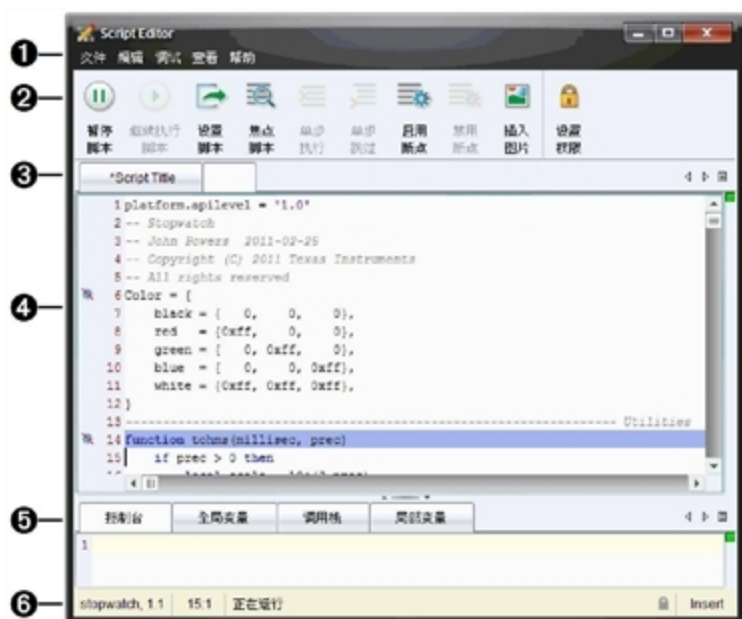 Script Editor
❶
文件 编辑 调试 查看 帮助
❷
暂停脚本 继续执行脚本 设置脚本 焦点脚本 单步执行 单步跳过 启用断点 禁用断点 插入图片 设置权限
❸
*Script Title
1 platform.apilevel = "1.0"
2 -- Stopwatch
3 -- John Powers 2011-02-25
4 -- Copyright (C) 2011 Texas Instruments
5 -- All rights reserved
❹
6 Color = {
7 black = { 0, 0, 0},
8 red = {0xff, 0, 0},
9 green = { 0, 0xff, 0},
10 blue = { 0, 0, 0xff},
11 white = {0xff, 0xff, 0xff},
12 }
13 ---------------------------------------------------------------- Utilities
14 function tohms(millisec, prec)
15 if prec > 0 then
❺
控制台 全局变量 调用栈 局部变量
1
❻
stopwatch, 1.1 15:1 正在运行 Insert